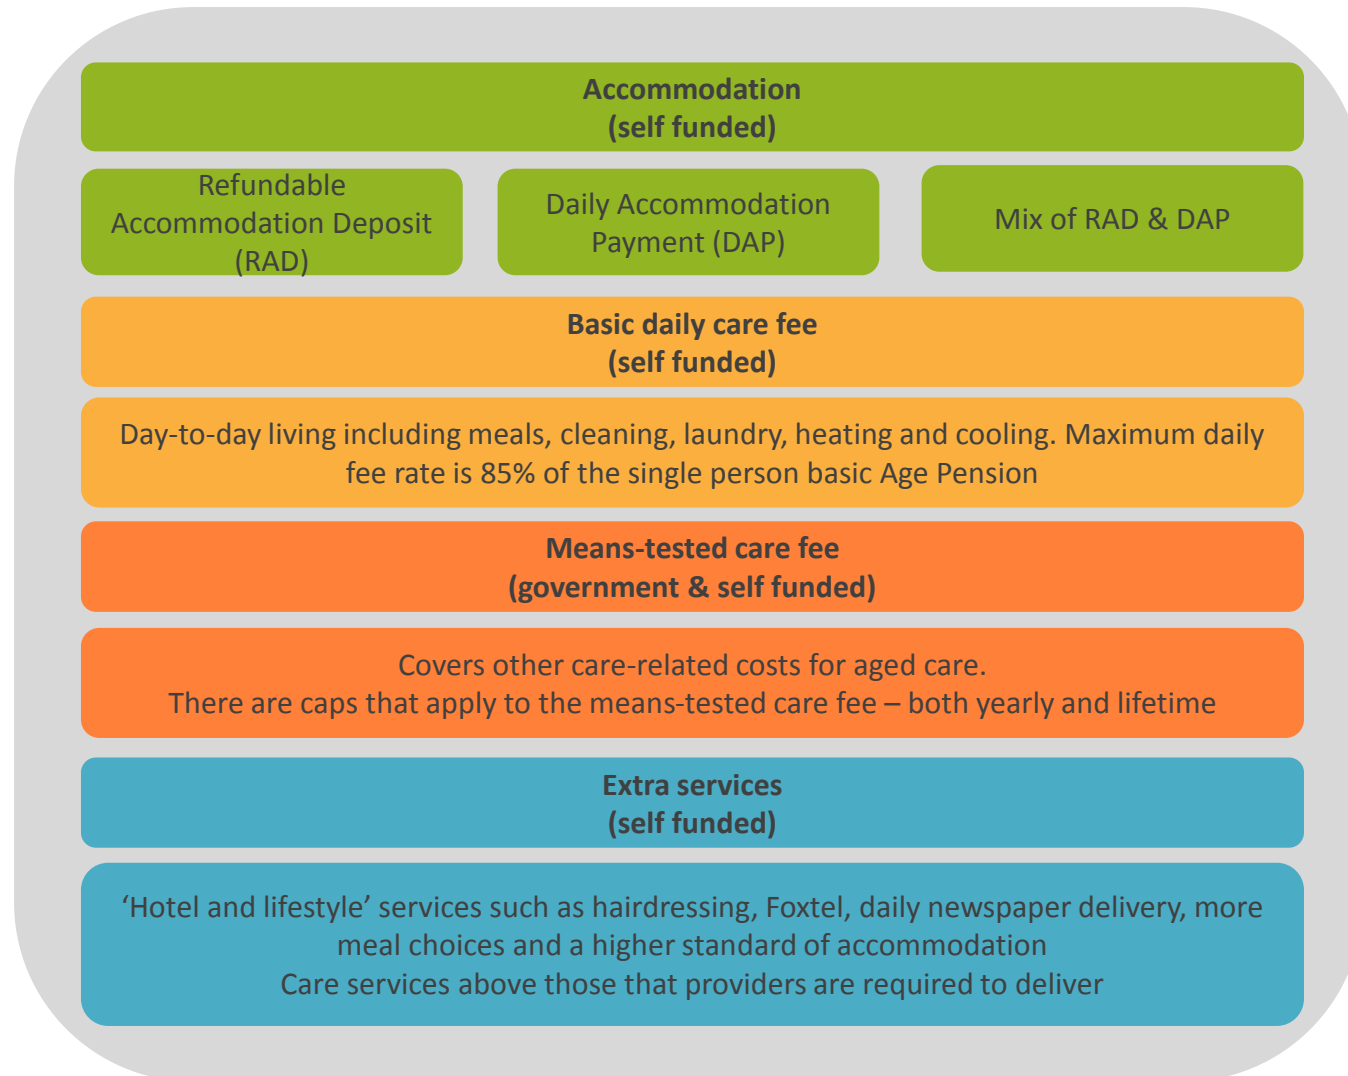 Accommodation
(self funded)
Refundable
Accommodation Deposit
(RAD)
Daily Accommodation
Payment (DAP)
Mix of RAD & DAP
Basic daily care fee
(self funded)
Day-to-day living including meals, cleaning, laundry, heating and cooling. Maximum daily
fee rate is 85% of the single person basic Age Pension
Means-tested care fee
(government & self funded)
Covers other care-related costs for aged care.
There are caps that apply to the means-tested care fee – both yearly and lifetime
Extra services
(self funded)
‘Hotel and lifestyle’ services such as hairdressing, Foxtel, daily newspaper delivery, more
meal choices and a higher standard of accommodation
Care services above those that providers are required to deliver